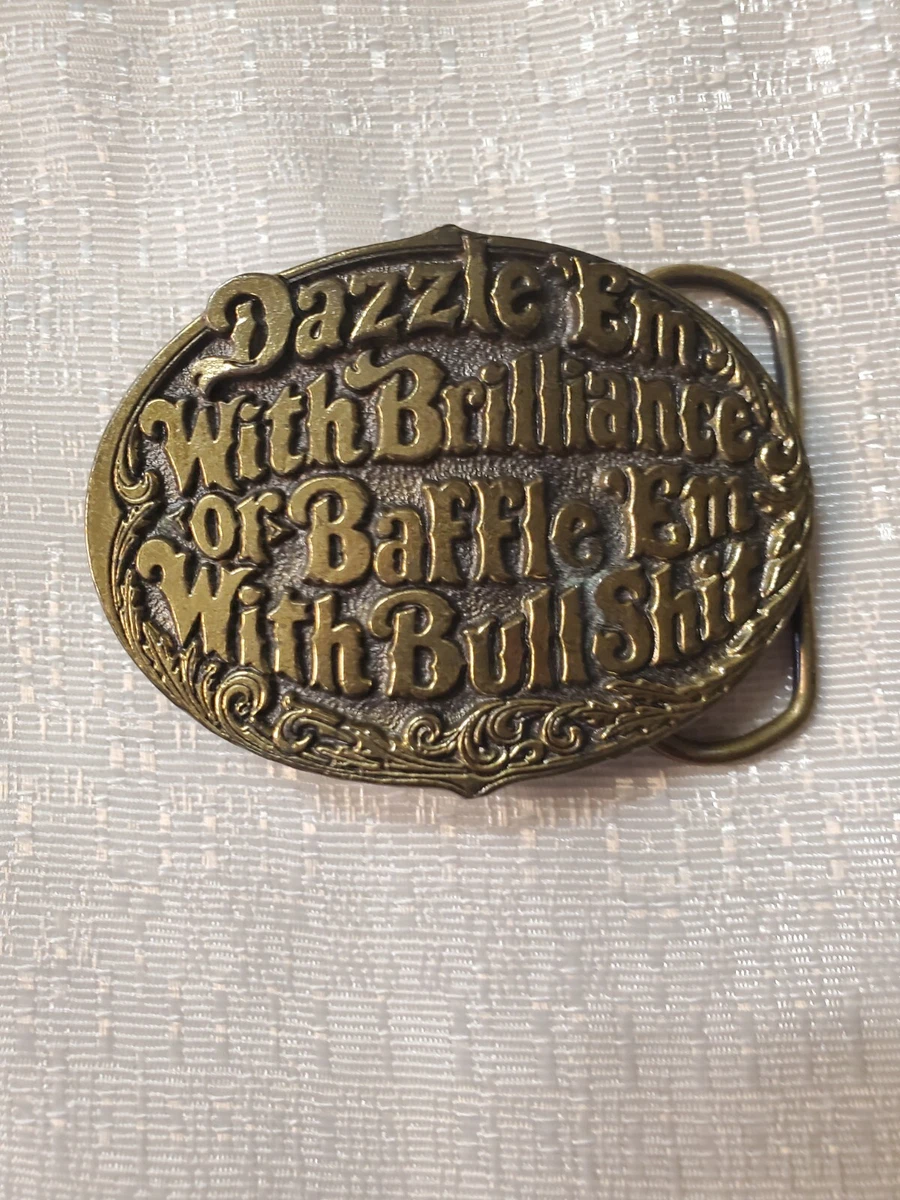 Dazzle 'Em
With Brilliance
or Baffle 'Em
With BullShit